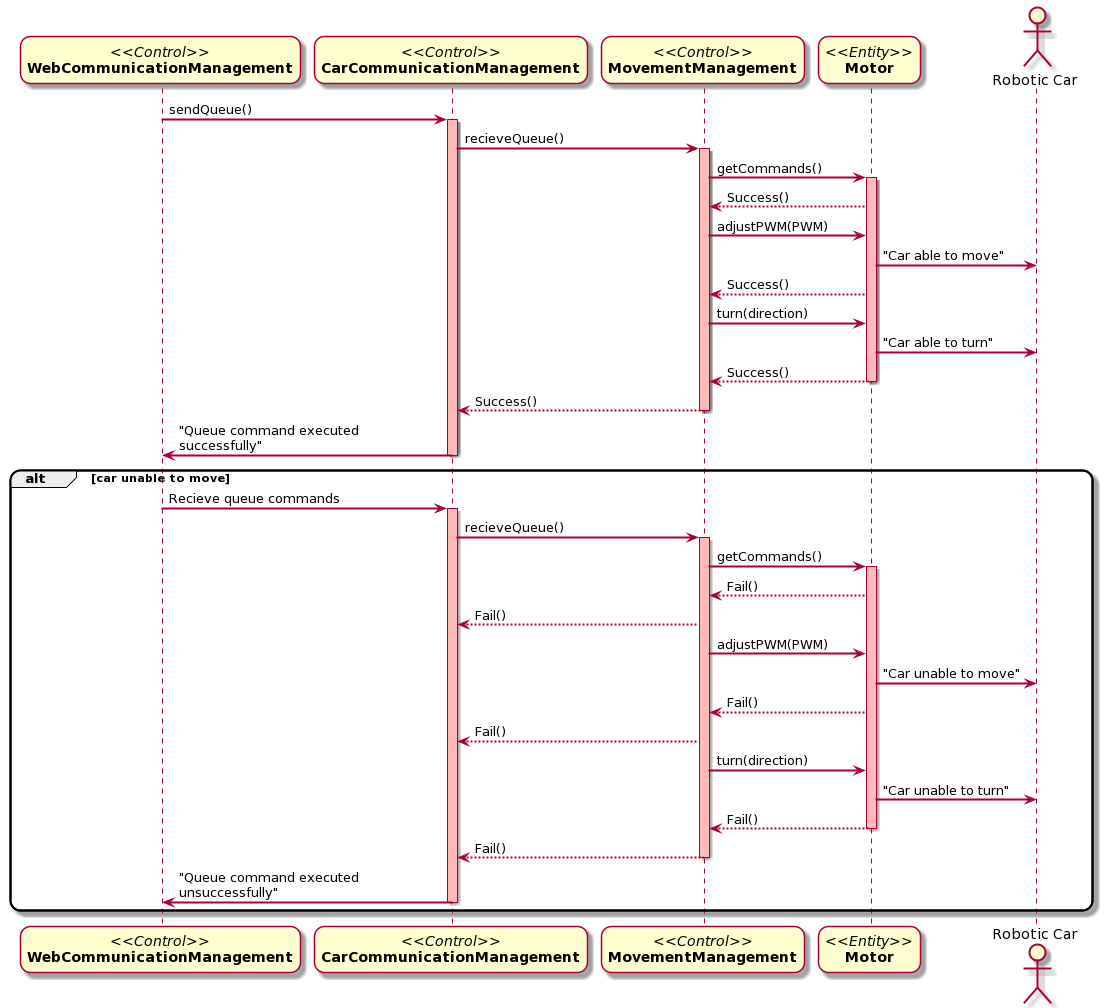 <<Control>>
WebCommunicationManagement
<<Control>>
CarCommunicationManagement
<<Control>>
MovementManagement
<<Entity>>
Motor
Robotic Car
sendQueue()
recieveQueue()
getCommands()
Success()
adjustPWM(PWM)
"Car able to move"
Success()
turn(direction)
"Car able to turn"
Success()
Success()
"Queue command executed
successfully"
alt
[car unable to move]
Recieve queue commands
recieveQueue()
getCommands()
Fail()
Fail()
adjustPWM(PWM)
"Car unable to move"
Fail()
Fail()
turn(direction)
"Car unable to turn"
Fail()
Fail()
"Queue command executed
unsuccessfully"
<<Control>>
WebCommunicationManagement
<<Control>>
CarCommunicationManagement
<<Control>>
MovementManagement
<<Entity>>
Motor
Robotic Car